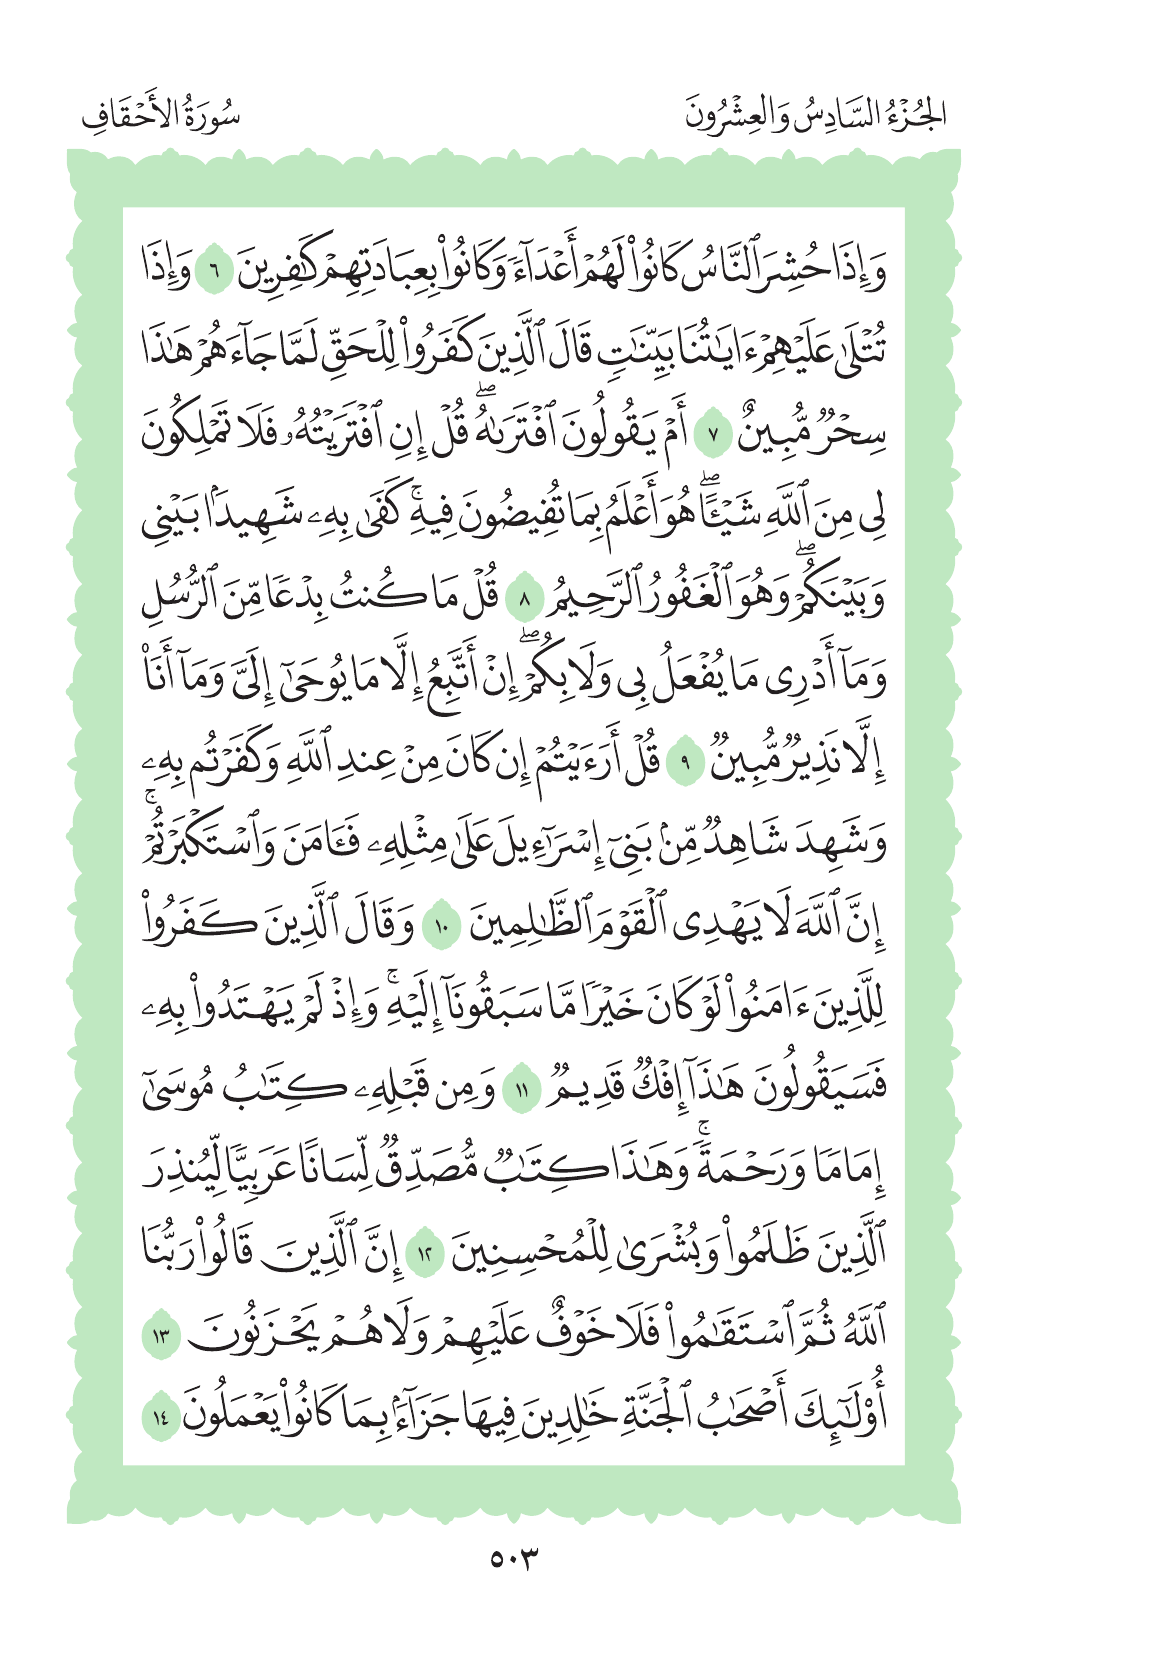 الجُزْءُ السَّادِسُ وَالعِشْرُونَ
سُورَةُ الأَحْقَافِ
وَإِذَا حُشِرَ ٱلنَّاسُ كَانُوا۟ لَهُمْ أَعْدَآءً وَكَانُوا۟ بِعِبَادَتِهِمْ كَٰفِرِينَ ٦ وَإِذَا
تُتْلَىٰ عَلَيْهِمْ ءَايَٰتُنَا بَيِّنَٰتٍ قَالَ ٱلَّذِينَ كَفَرُوا۟ لِلْحَقِّ لَمَّا جَآءَهُمْ هَٰذَا
سِحْرٌ مُّبِينٌ ٧ أَمْ يَقُولُونَ ٱفْتَرَىٰهُ ۖ قُلْ إِنِ ٱفْتَرَيْتُهُۥ فَلَا تَمْلِكُونَ
لِى مِنَ ٱللَّهِ شَيْـًٔا ۖ هُوَ أَعْلَمُ بِمَا تُفِيضُونَ فِيهِ ۚ كَفَىٰ بِهِۦ شَهِيدًۢا بَيْنِى
وَبَيْنَكُمْ ۖ وَهُوَ ٱلْغَفُورُ ٱلرَّحِيمُ ٨ قُلْ مَا كُنتُ بِدْعًا مِّنَ ٱلرُّسُلِ
وَمَآ أَدْرِى مَا يُفْعَلُ بِى وَلَا بِكُمْ ۖ إِنْ أَتَّبِعُ إِلَّا مَا يُوحَىٰٓ إِلَىَّ وَمَآ أَنَا۠
إِلَّا نَذِيرٌ مُّبِينٌ ٩ قُلْ أَرَءَيْتُمْ إِن كَانَ مِنْ عِندِ ٱللَّهِ وَكَفَرْتُم بِهِۦ
وَشَهِدَ شَاهِدٌ مِّنۢ بَنِىٓ إِسْرَٰٓءِيلَ عَلَىٰ مِثْلِهِۦ فَـَٔامَنَ وَٱسْتَكْبَرْتُمْ ۚ
إِنَّ ٱللَّهَ لَا يَهْدِى ٱلْقَوْمَ ٱلظَّٰلِمِينَ ١٠ وَقَالَ ٱلَّذِينَ كَفَرُوا۟
لِلَّذِينَ ءَامَنُوا۟ لَوْ كَانَ خَيْرًا مَّا سَبَقُونَآ إِلَيْهِ ۚ وَإِذْ لَمْ يَهْتَدُوا۟ بِهِۦ
فَسَيَقُولُونَ هَٰذَآ إِفْكٌ قَدِيمٌ ١١ وَمِن قَبْلِهِۦ كِتَٰبُ مُوسَىٰٓ
إِمَامًا وَرَحْمَةً ۚ وَهَٰذَا كِتَٰبٌ مُّصَدِّقٌ لِّسَانًا عَرَبِيًّا لِّيُنذِرَ
ٱلَّذِينَ ظَلَمُوا۟ وَبُشْرَىٰ لِلْمُحْسِنِينَ ١٢ إِنَّ ٱلَّذِينَ قَالُوا۟ رَبُّنَا
ٱللَّهُ ثُمَّ ٱسْتَقَٰمُوا۟ فَلَا خَوْفٌ عَلَيْهِمْ وَلَا هُمْ يَحْزَنُونَ ١٣
أُو۟لَٰٓئِكَ أَصْحَٰبُ ٱلْجَنَّةِ خَٰلِدِينَ فِيهَا جَزَآءًۢ بِمَا كَانُوا۟ يَعْمَلُونَ ١٤
٥٠٣